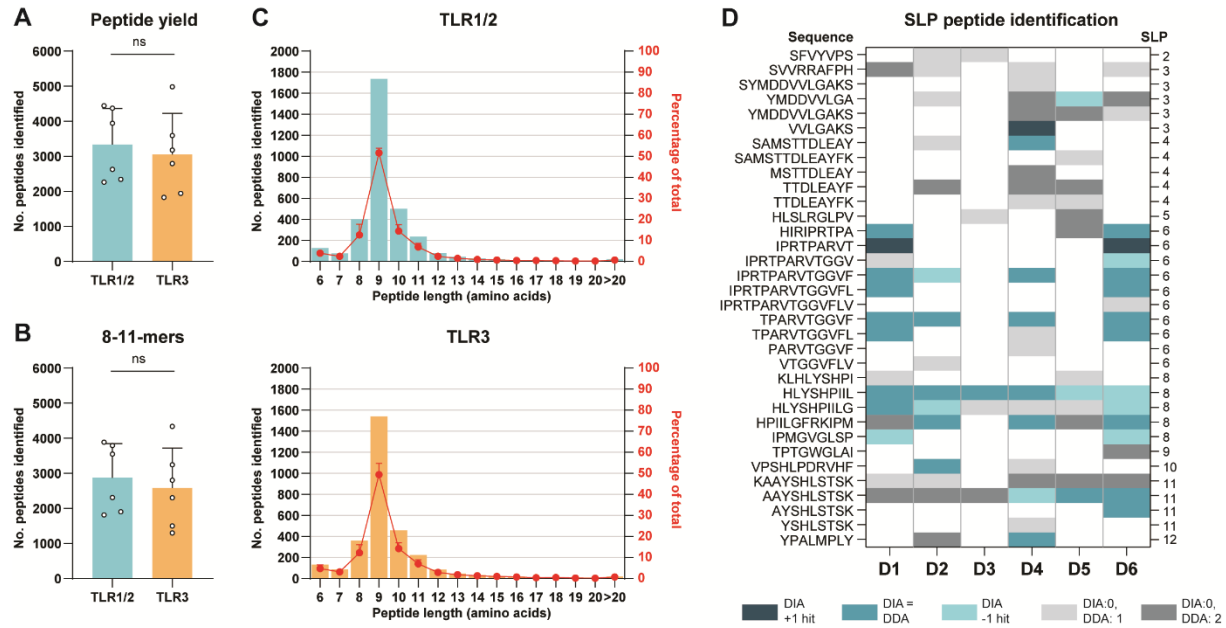 A
Peptide yield
ns
No. peptides identified
6000
5000
4000
3000
2000
1000
0
TLR1/2
TLR3
B
8-11-mers
ns
No. peptides identified
6000
5000
4000
3000
2000
1000
0
TLR1/2
TLR3
C
TLR1/2
No. peptides identified
2000
1800
1600
1400
1200
1000
800
600
400
200
0
100
90
80
70
60
50
40
30
20
10
0
Percentage of total
6 7 8 9 10 11 12 13 14 15 16 17 18 19 20 >20
Peptide length (amino acids)
TLR3
No. peptides identified
2000
1800
1600
1400
1200
1000
800
600
400
200
0
100
90
80
70
60
50
40
30
20
10
0
Percentage of total
6 7 8 9 10 11 12 13 14 15 16 17 18 19 20 >20
Peptide length (amino acids)
D
SLP peptide identification
Sequence SLP
SFVYVPS 2
SVVRRAFPH 3
SYMDDVVLGAKS 3
YMDDVVLGA 3
YMDDVVLGAKS 3
VVLGAKS 3
SAMSTTDLEAY 4
SAMSTTDLEAYFK 4
MSTTDLEAY 4
TTDLEAYF 4
TTDLEAYFK 4
HLSLRGLPV 5
HIRIPRTPA 6
IPRTPARVT 6
IPRTPARVTGGV 6
IPRTPARVTGGVF 6
IPRTPARVTGGVFL 6
IPRTPARVTGGVFLV 6
TPARVTGGVF 6
TPARVTGGVFL 6
PARVTGGVF 6
VTGGVFLV 6
KLHLYSHPI 8
HLYSHPIIL 8
HLYSHPIILG 8
HPIILGFRKIPM 8
IPMGVGLSP 8
TPTGWGLAI 9
VPSHLPDRVHF 10
KAAYSHLSTSK 11
AAYSHLSTSK 11
AYSHLSTSK 11
YSHLSTSK 11
YPALMPLY 12
D1 D2 D3 D4 D5 D6
DIA +1 hit
DIA = DDA
DIA -1 hit
DIA:0, DDA: 1
DIA:0, DDA: 2